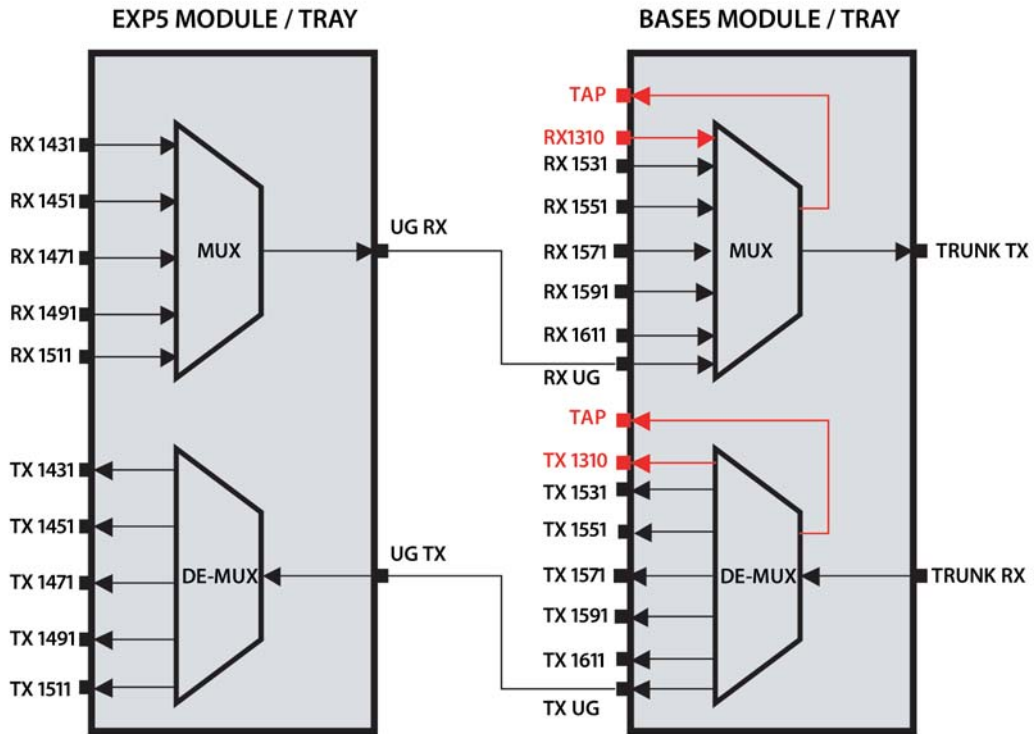 EXP5 MODULE / TRAY
RX 1431
RX 1451
RX 1471
RX 1491
RX 1511
MUX
UG RX
TX 1431
TX 1451
TX 1471
TX 1491
TX 1511
DE-MUX
UG TX
BASE5 MODULE / TRAY
TAP
RX1310
RX 1531
RX 1551
RX 1571
RX 1591
RX 1611
RX UG
MUX
TRUNK TX
TAP
TX 1310
TX 1531
TX 1551
TX 1571
TX 1591
TX 1611
TX UG
DE-MUX
TRUNK RX